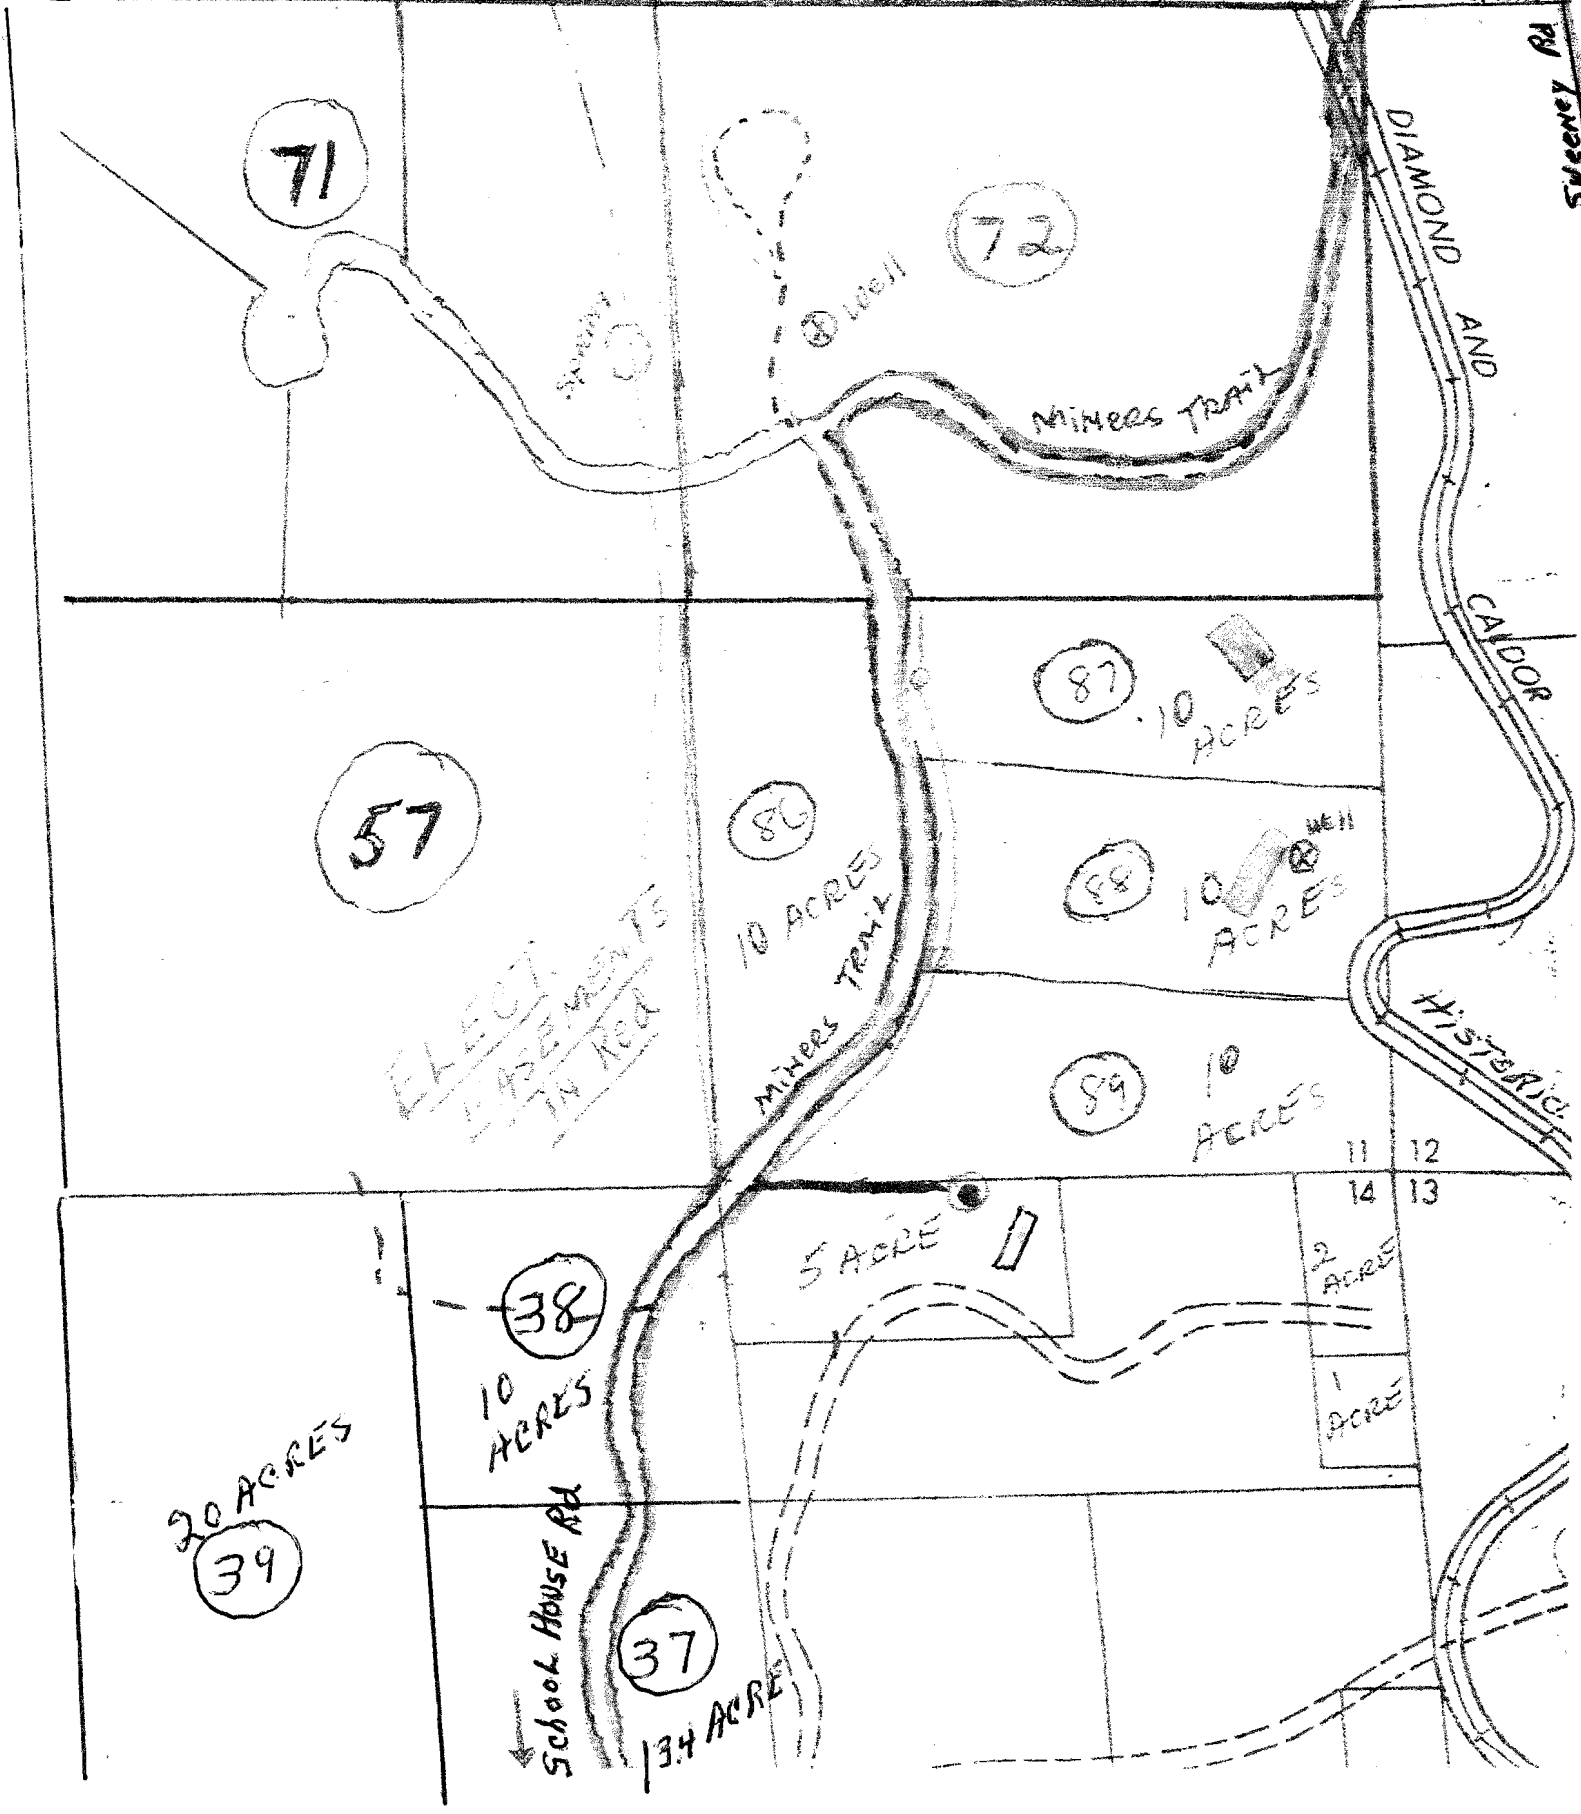 Sweeney Rd
71
72
DIAMOND
AND
CALDOR
HISTORIC
Well
Spring
MINERS TRAIL
87
10
ACRES
57
86
10 ACRES
88
10
ACRES
WEll
MINERS TRAIL
ELECT.
EASEMENTS
IN Red
89
10
ACRES
11 12
14 13
5 ACRE
2
ACRE
1
ACRE
38
10
ACRES
20 ACRES
39
School House Rd
37
13.4 ACRE